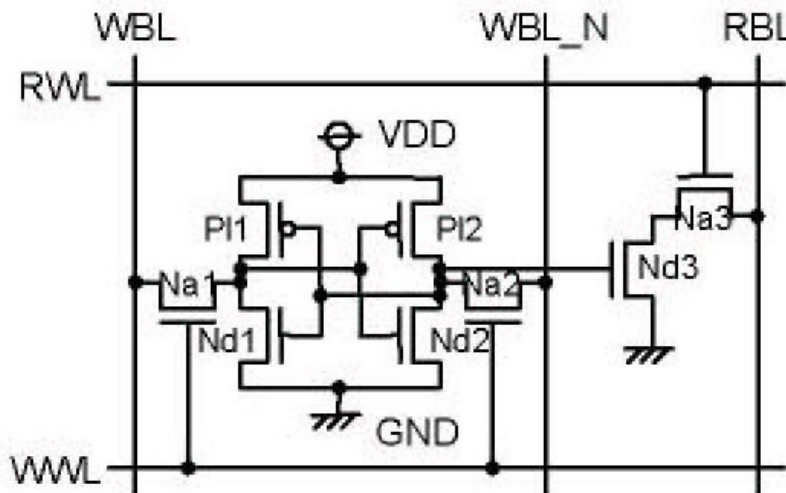 WBL WBL_N RBL
RWL
VDD
Pl1 Pl2
Na3
Na1 Na2 Nd3
Nd1 Nd2
GND
WWL